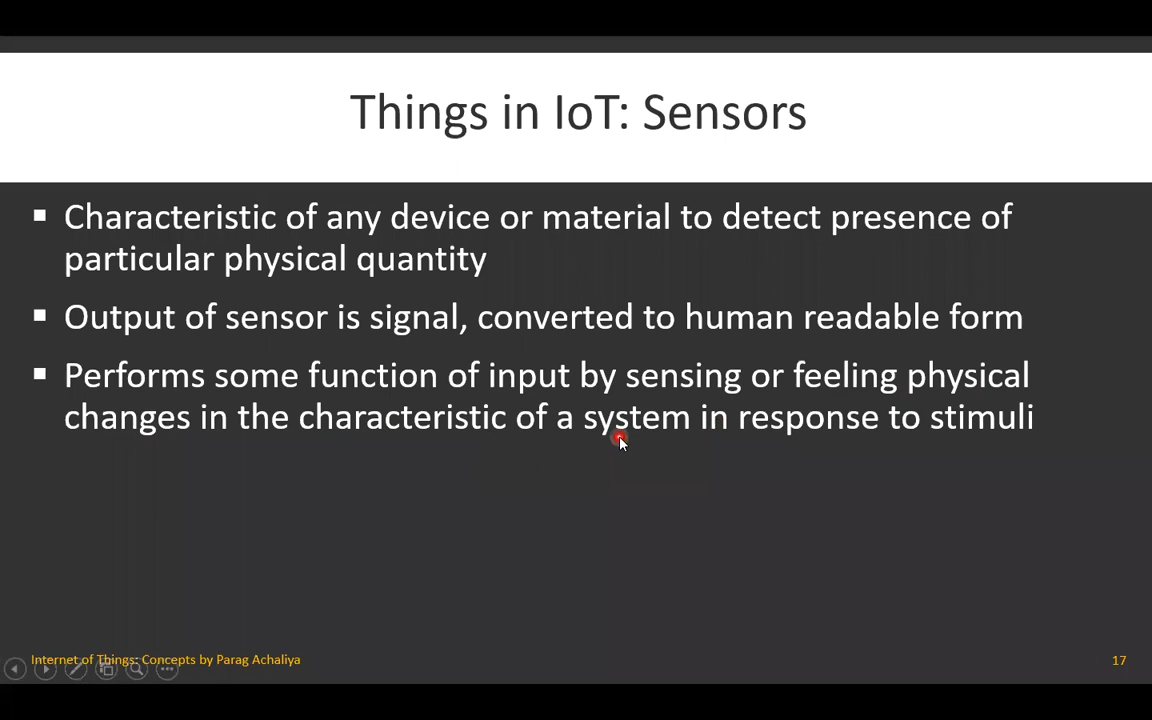 Things in IoT: Sensors
▪ Characteristic of any device or material to detect presence of
particular physical quantity
▪ Output of sensor is signal, converted to human readable form
▪ Performs some function of input by sensing or feeling physical
changes in the characteristic of a system in response to stimuli
Internet of Things: Concepts by Parag Achaliya
17